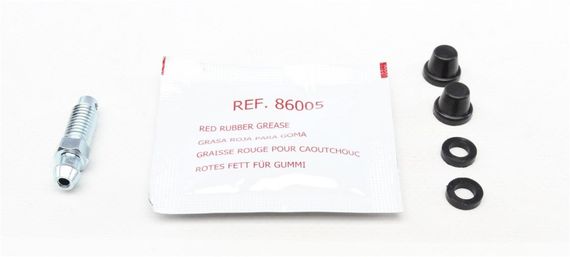 REF. 86005
RED RUBBER GREASE
GRASA ROJA PARA GOMA
GRAISSE ROUGE POUR CAOUTCHOUC
ROTES FETT FÜR GUMMI